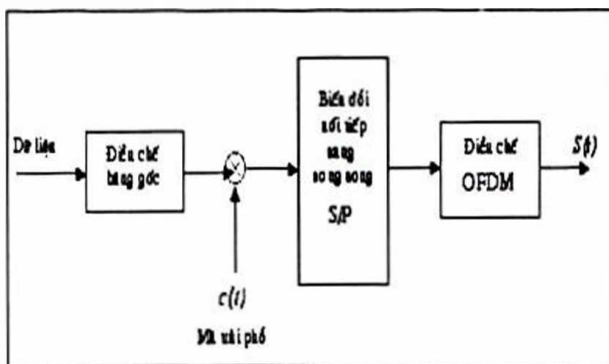 Dữ liệu
Điều chế
băng gốc
c(t)
Mã trải phổ
Biến đổi
nối tiếp
sang
song song
S/P
Điều chế
OFDM
S(t)